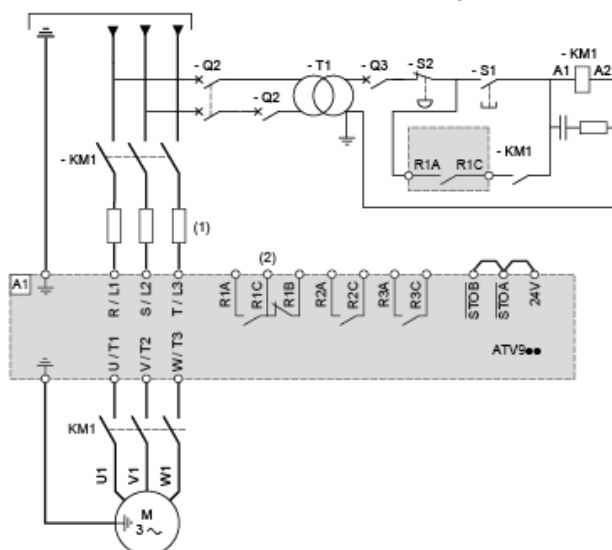 - Q2
- T1
- Q3
- S2
- S1
- KM1
A1
A2
- Q2
- KM1
R1A
R1C
- KM1
(1)
(2)
A1
R / L1
S / L2
T / L3
R1A
R1C
R1B
R2A
R2C
R3A
R3C
STOB
STOA
24V
U / T1
V / T2
W / T3
ATV9●●
KM1
U1
V1
W1
M
3 ~